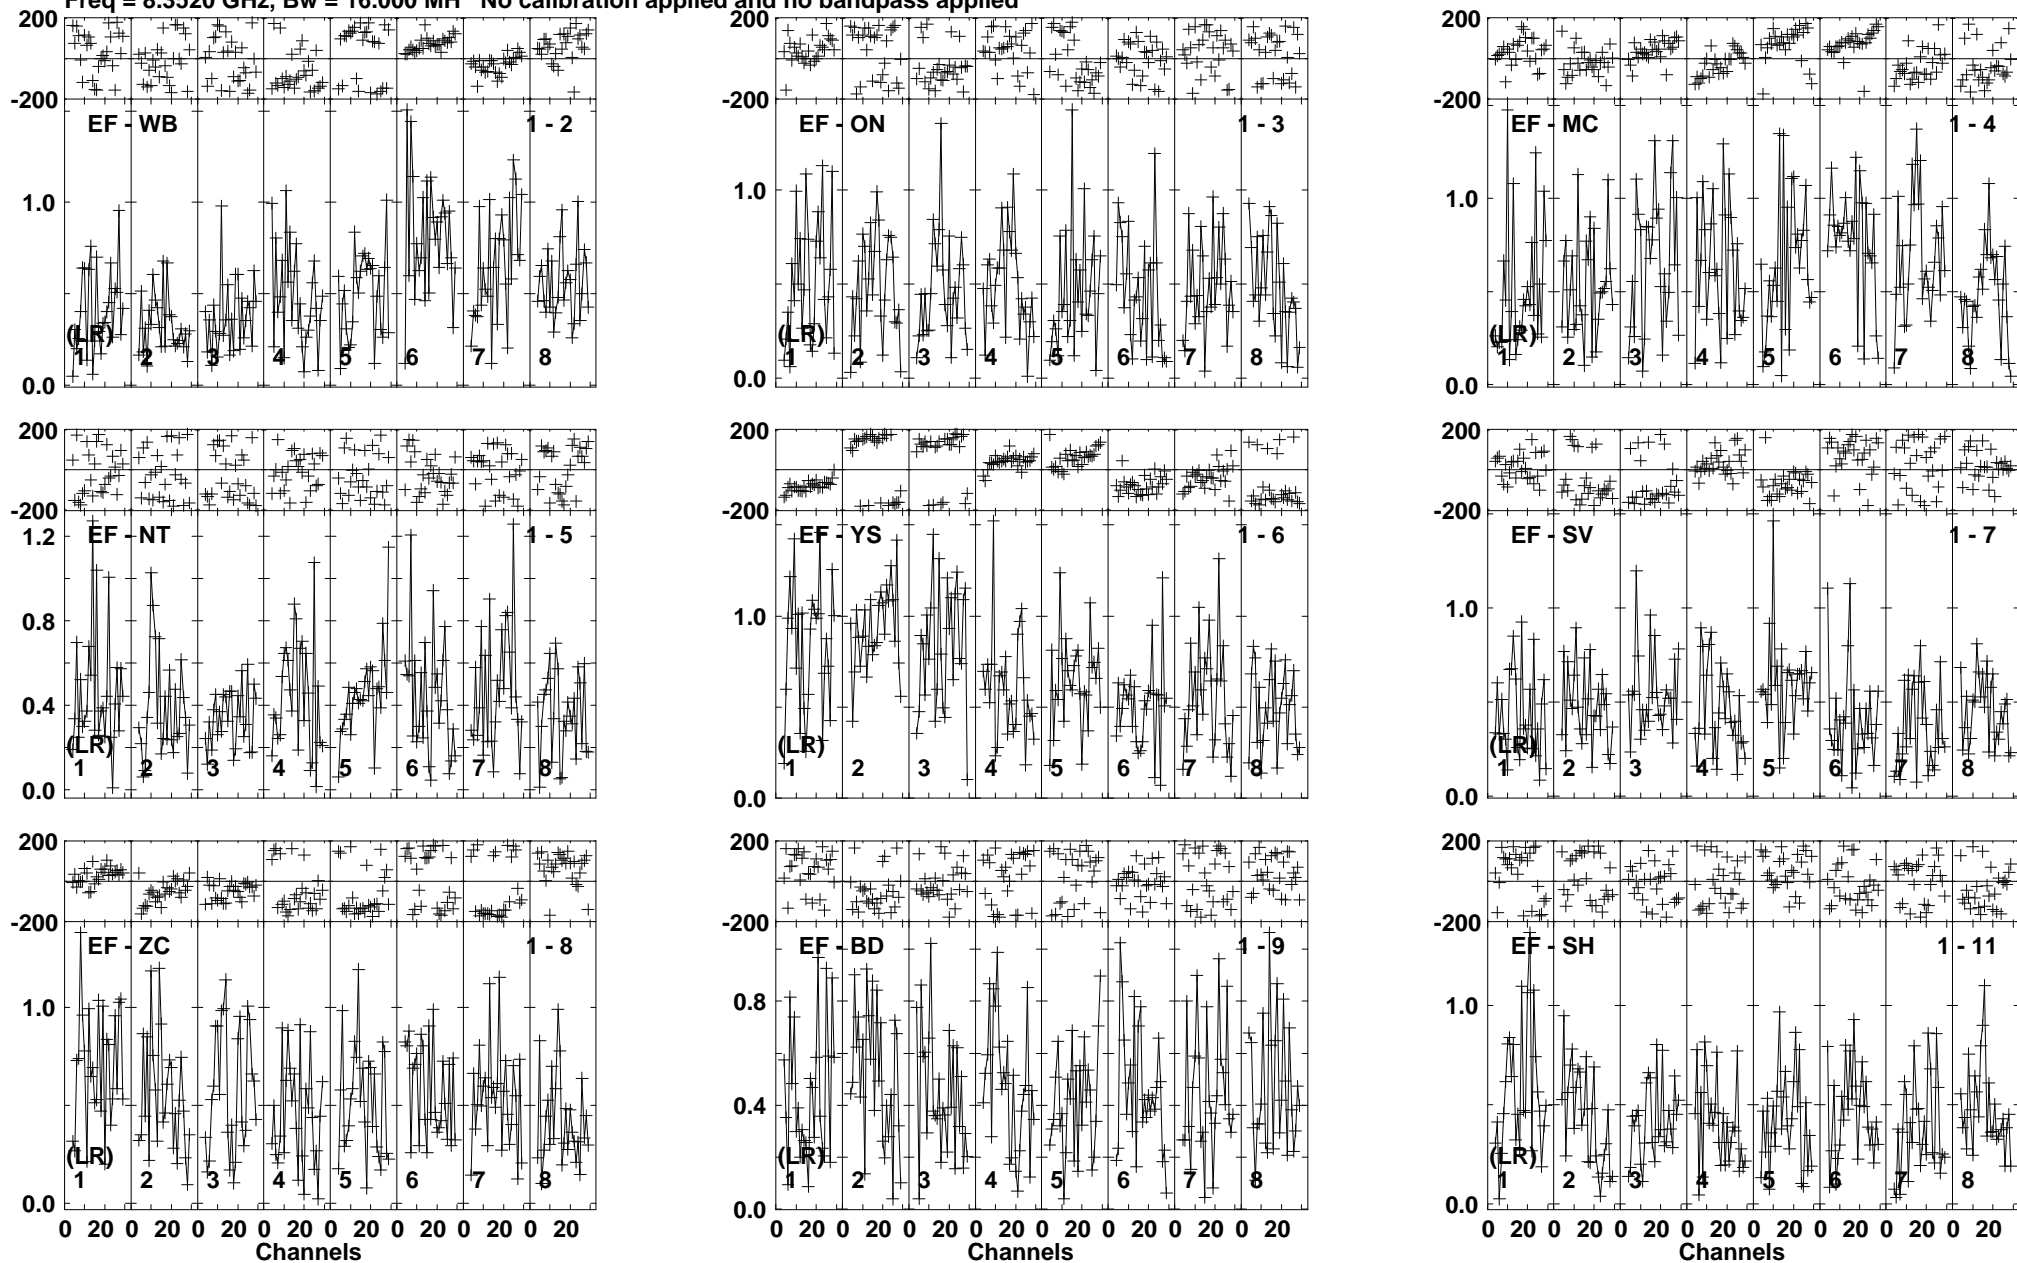 Freq = 8.3520 GHz, Bw = 16.000 MH No calibration applied and no bandpass applied
200 200 200
-200 -200 -200
EF - WB 1 - 2 EF - ON 1 - 3 EF - MC 1 - 4
1.0 1.0 1.0
(LR) (LR) (LR)
1 2 3 4 5 6 7 8 1 2 3 4 5 6 7 8 1 2 3 4 5 6 7 8
0.0 0.0 0.0
200 200 200
-200 -200 -200
EF - NT 1 - 5 EF - YS 1 - 6 EF - SV 1 - 7
1.2
0.8 1.0 1.0
0.4
(LR) (LR) (LR)
1 2 3 4 5 6 7 8 1 2 3 4 5 6 7 8 1 2 3 4 5 6 7 8
0.0 0.0 0.0
200 200 200
-200 -200 -200
EF - ZC 1 - 8 EF - BD 1 - 9 EF - SH 1 - 11
1.0 0.8 1.0
0.4
(LR) (LR) (LR)
1 2 3 4 5 6 7 8 1 2 3 4 5 6 7 8 1 2 3 4 5 6 7 8
0.0 0.0 0.0
0 20 0 20 0 20 0 20 0 20 0 20 0 20 0 20 0 20 0 20 0 20 0 20 0 20 0 20 0 20 0 20 0 20 0 20 0 20 0 20 0 20 0 20 0 20 0 20
Channels Channels Channels